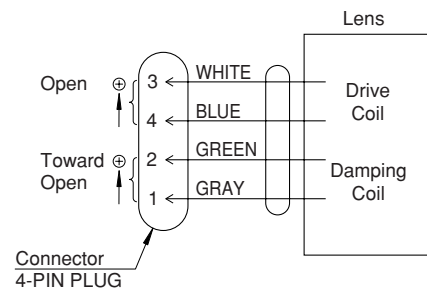 Lens
Open ⊕ 3 WHITE
Drive
Coil
4 BLUE
Toward ⊕ 2 GREEN
Open
Damping
Coil
1 GRAY
Connector
4-PIN PLUG